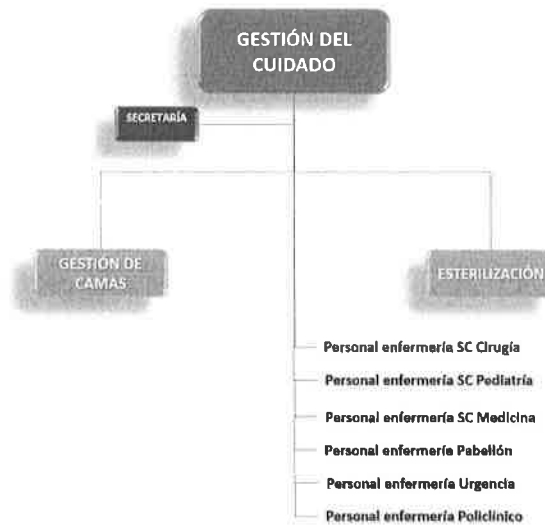 GESTIÓN DEL
CUIDADO
SECRETARÍA
GESTIÓN DE
CAMAS
ESTERILIZACIÓN
Personal enfermería SC Cirugía
Personal enfermería SC Pediatría
Personal enfermería SC Medicina
Personal enfermería Pabellón
Personal enfermería Urgencia
Personal enfermería Policlínico